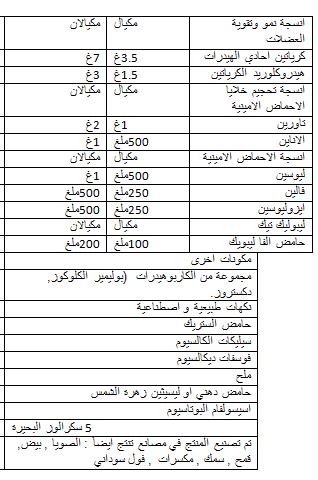 انسجة نمو وتقوية العضلات مكيال مكيالان
كرياتين احادي الهيدرات 3.5غ 7غ
هيدروكلوريد الكرياتين 1.5غ 3غ
انسجة تحجيم خلايا الاحماض الامينية مكيال مكيالان
تاورين 1غ 2غ
الانين 500ملغ 1غ
انسجة الاحماض الامينية مكيال مكيالان
ليوسين 500ملغ 1غ
فالين 250ملغ 500ملغ
ايزوليوسين 250ملغ 500ملغ
ليبوليك تيك مكيال مكيالان
حامض الفا ليبويك 100ملغ 200ملغ
مكونات اخرى
مجموعة من الكاربوهيدرات (بوليمير الكلوكوز,
دكستروز.
نكهات طبيعية و اصطناعية
حامض الستريك
سيليكات الكالسيوم
فوسفات ديكالسيوم
ملح
حامض دهني او ليسيثين زهرة الشمس
اسيسولفام البوتاسيوم
5 سكرالوز البحيرة
تم تصنيع المنتج في مصانع تنتج ايضا : الصويا , بيض,
قمح , سمك , مكسرات , فول سوداني